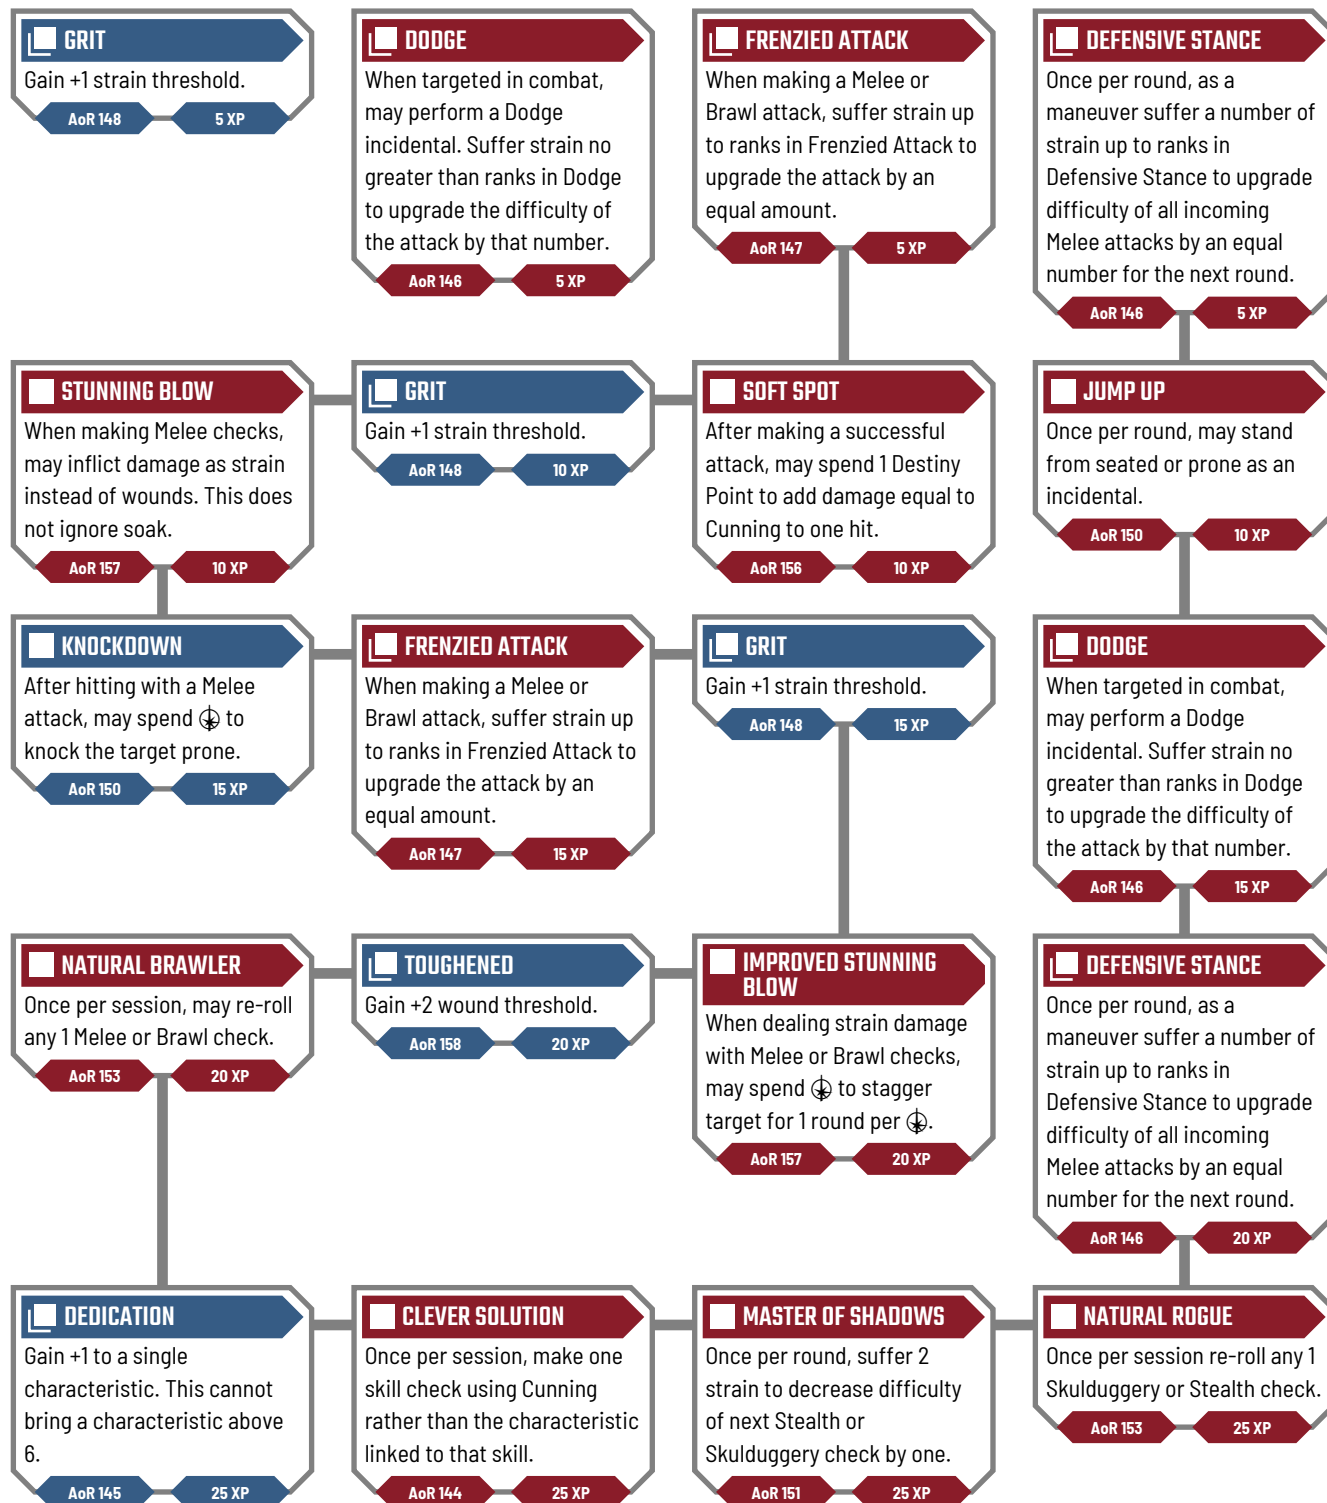 GRIT
Gain +1 strain threshold.
AoR 148
5 XP
DODGE
When targeted in combat,
may perform a Dodge
incidental. Suffer strain no
greater than ranks in Dodge
to upgrade the difficulty of
the attack by that number.
AoR 146
5 XP
FRENZIED ATTACK
When making a Melee or
Brawl attack, suffer strain up
to ranks in Frenzied Attack to
upgrade the attack by an
equal amount.
AoR 147
5 XP
DEFENSIVE STANCE
Once per round, as a
maneuver suffer a number of
strain up to ranks in
Defensive Stance to upgrade
difficulty of all incoming
Melee attacks by an equal
number for the next round.
AoR 146
5 XP
STUNNING BLOW
When making Melee checks,
may inflict damage as strain
instead of wounds. This does
not ignore soak.
AoR 157
10 XP
GRIT
Gain +1 strain threshold.
AoR 148
10 XP
SOFT SPOT
After making a successful
attack, may spend 1 Destiny
Point to add damage equal to
Cunning to one hit.
AoR 156
10 XP
JUMP UP
Once per round, may stand
from seated or prone as an
incidental.
AoR 150
10 XP
KNOCKDOWN
After hitting with a Melee
attack, may spend to
knock the target prone.
AoR 150
15 XP
FRENZIED ATTACK
When making a Melee or
Brawl attack, suffer strain up
to ranks in Frenzied Attack to
upgrade the attack by an
equal amount.
AoR 147
15 XP
GRIT
Gain +1 strain threshold.
AoR 148
15 XP
DODGE
When targeted in combat,
may perform a Dodge
incidental. Suffer strain no
greater than ranks in Dodge
to upgrade the difficulty of
the attack by that number.
AoR 146
15 XP
NATURAL BRAWLER
Once per session, may re-roll
any 1 Melee or Brawl check.
AoR 153
20 XP
TOUGHENED
Gain +2 wound threshold.
AoR 158
20 XP
IMPROVED STUNNING
BLOW
When dealing strain damage
with Melee or Brawl checks,
may spend to stagger
target for 1 round per .
AoR 157
20 XP
DEFENSIVE STANCE
Once per round, as a
maneuver suffer a number of
strain up to ranks in
Defensive Stance to upgrade
difficulty of all incoming
Melee attacks by an equal
number for the next round.
AoR 146
20 XP
DEDICATION
Gain +1 to a single
characteristic. This cannot
bring a characteristic above
6.
AoR 145
25 XP
CLEVER SOLUTION
Once per session, make one
skill check using Cunning
rather than the characteristic
linked to that skill.
AoR 144
25 XP
MASTER OF SHADOWS
Once per round, suffer 2
strain to decrease difficulty
of next Stealth or
Skulduggery check by one.
AoR 151
25 XP
NATURAL ROGUE
Once per session re-roll any 1
Skulduggery or Stealth check.
AoR 153
25 XP